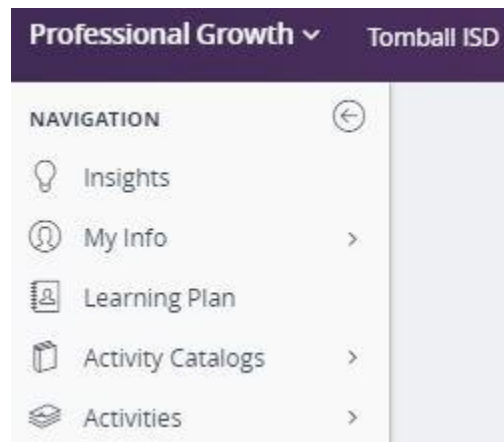 Professional Growth Tomball ISD
NAVIGATION
Insights
My Info
Learning Plan
Activity Catalogs
Activities